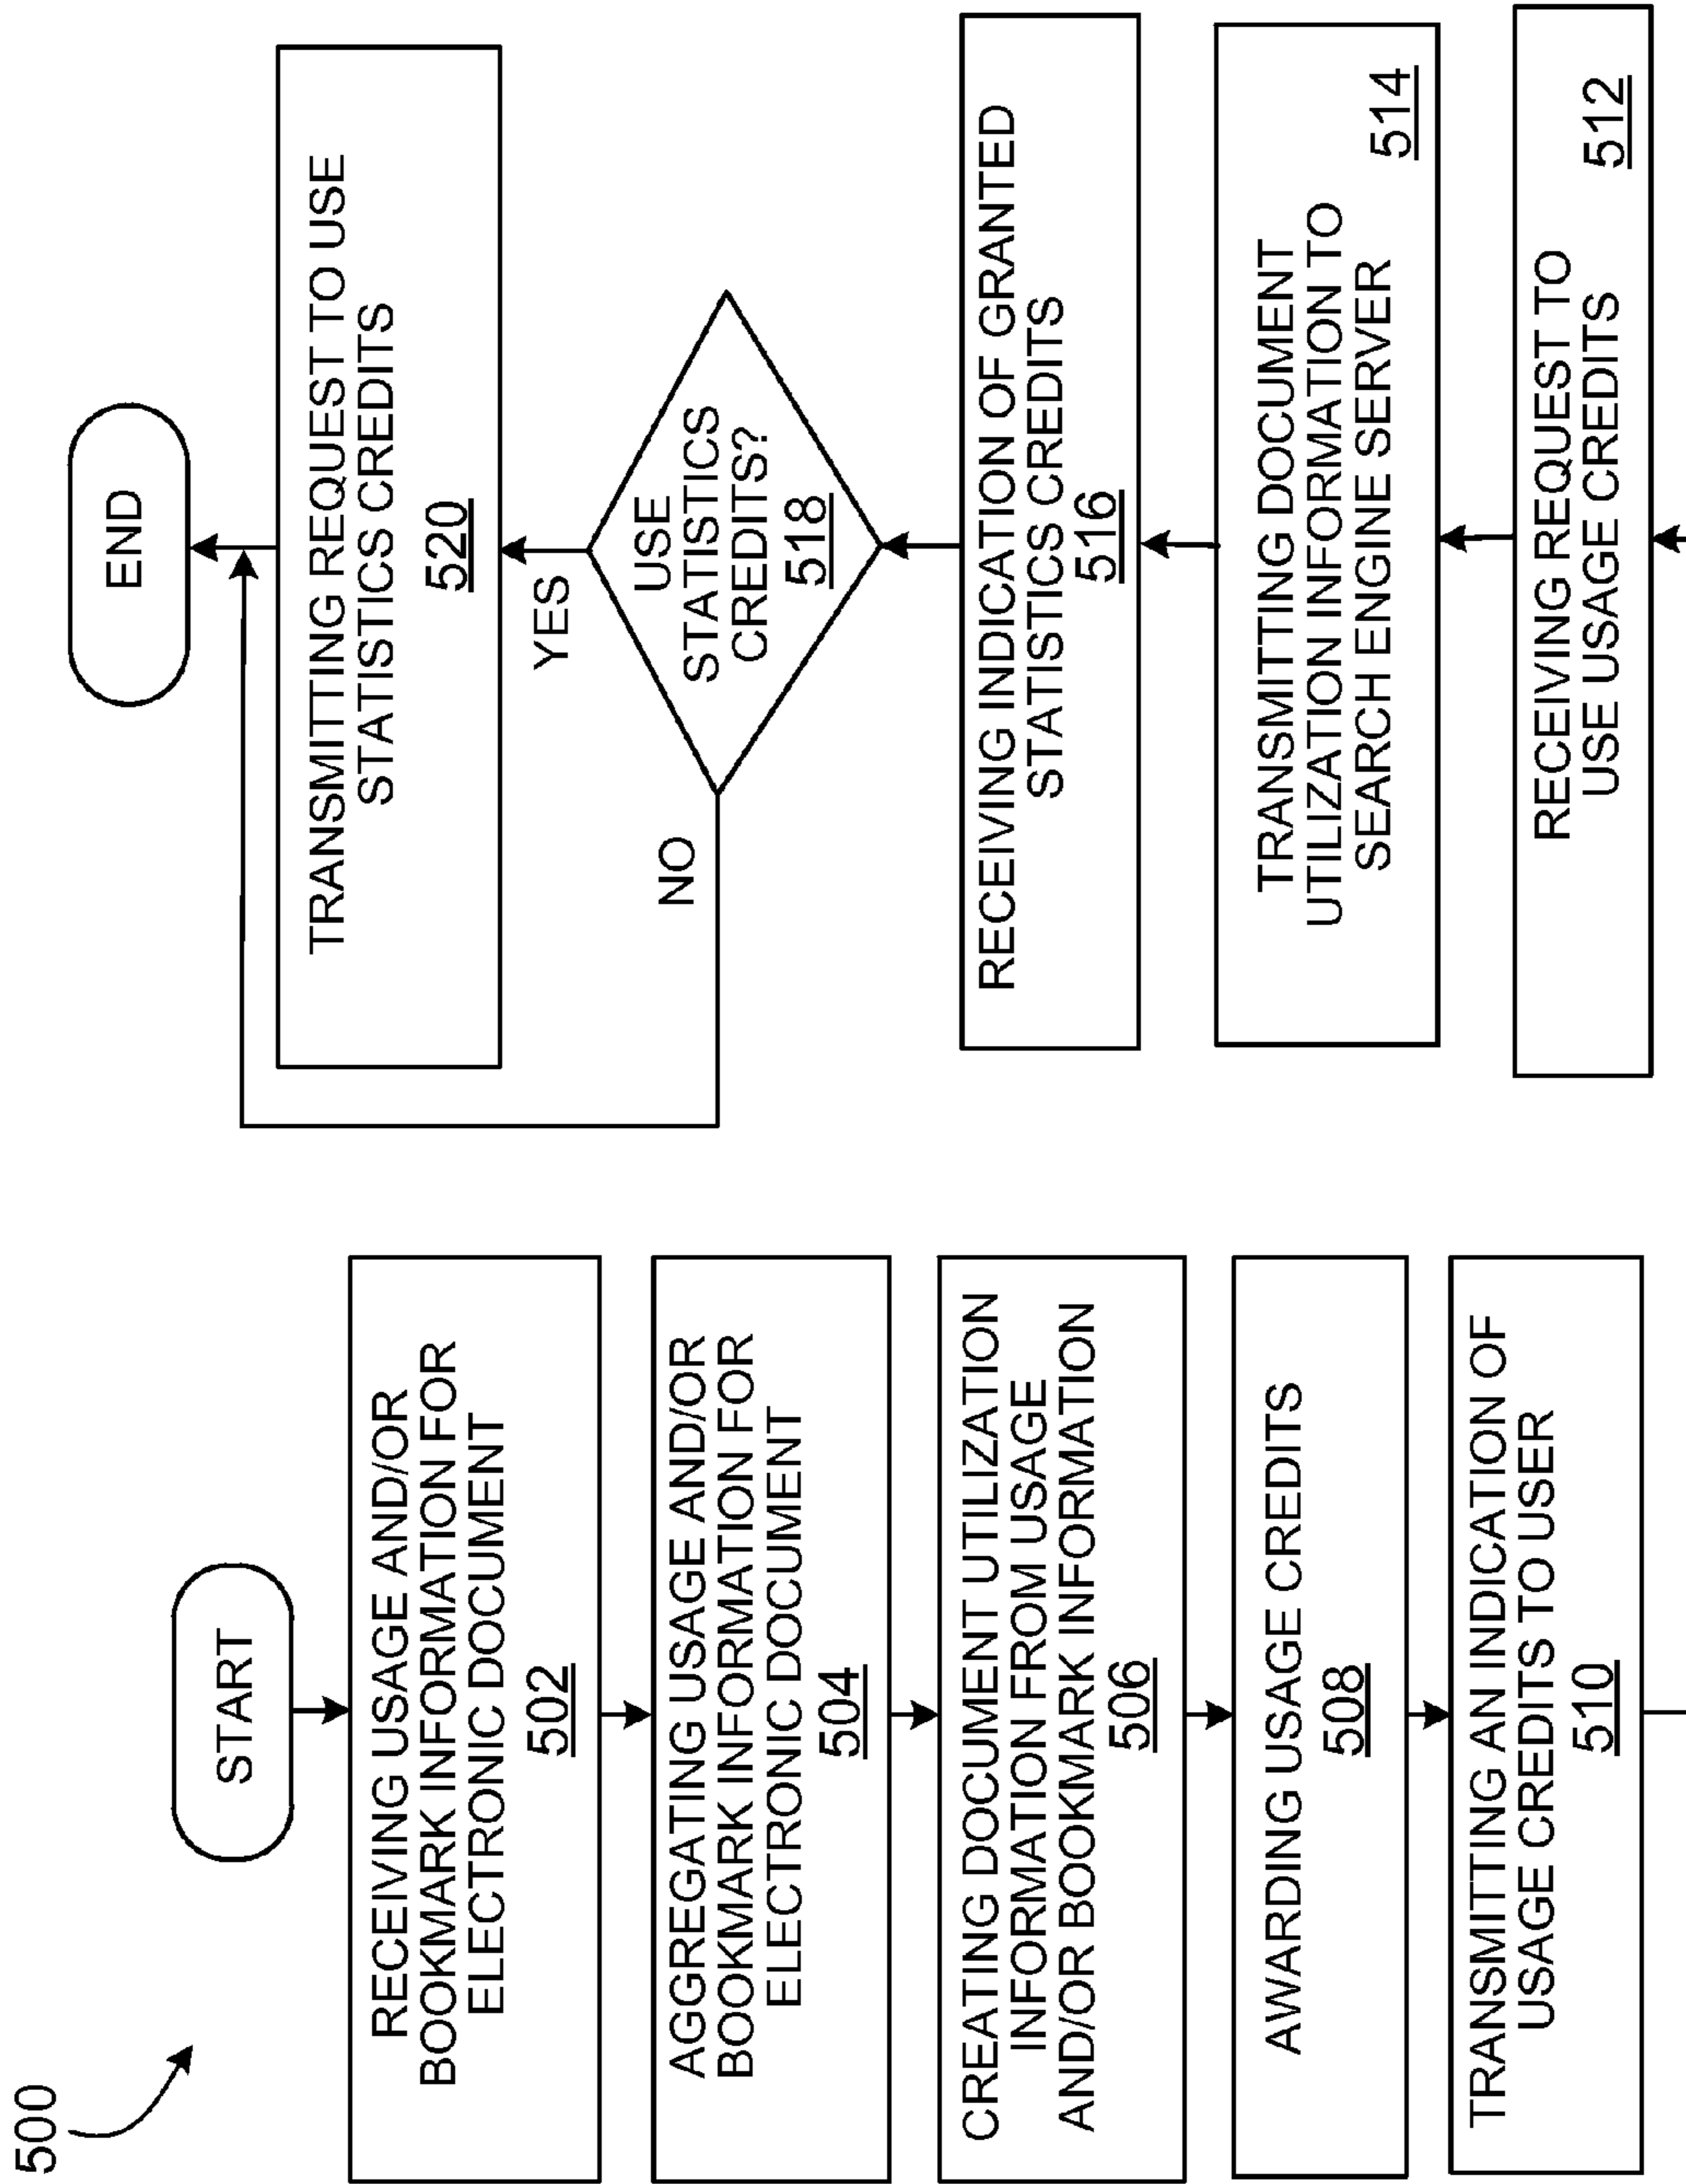 500
START
RECEIVING USAGE AND/OR
BOOKMARK INFORMATION FOR
ELECTRONIC DOCUMENT
502
AGGREGATING USAGE AND/OR
BOOKMARK INFORMATION FOR
ELECTRONIC DOCUMENT
504
CREATING DOCUMENT UTILIZATION
INFORMATION FROM USAGE
AND/OR BOOKMARK INFORMATION
506
AWARDING USAGE CREDITS
508
TRANSMITTING AN INDICATION OF
USAGE CREDITS TO USER
510
RECEIVING REQUEST TO
USE USAGE CREDITS
512
TRANSMITTING DOCUMENT
UTILIZATION INFORMATION TO
SEARCH ENGINE SERVER
514
RECEIVING INDICATION OF GRANTED
STATISTICS CREDITS
516
USE
STATISTICS
CREDITS?
518
YES
NO
TRANSMITTING REQUEST TO USE
STATISTICS CREDITS
520
END